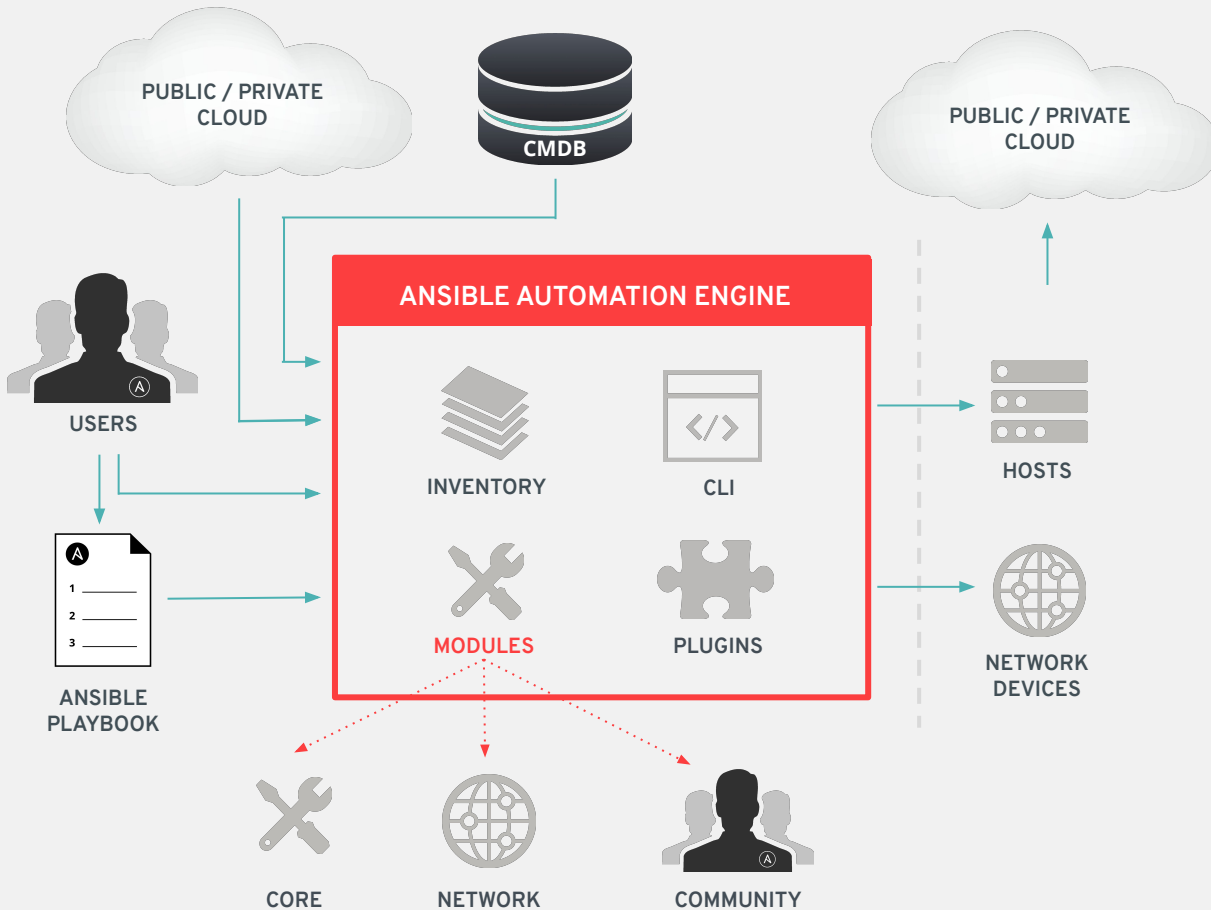 PUBLIC / PRIVATE
CLOUD
CMDB
PUBLIC / PRIVATE
CLOUD
ANSIBLE AUTOMATION ENGINE
USERS
INVENTORY
CLI
HOSTS
A
1
2
3
MODULES
PLUGINS
ANSIBLE
PLAYBOOK
NETWORK
DEVICES
CORE
NETWORK
COMMUNITY